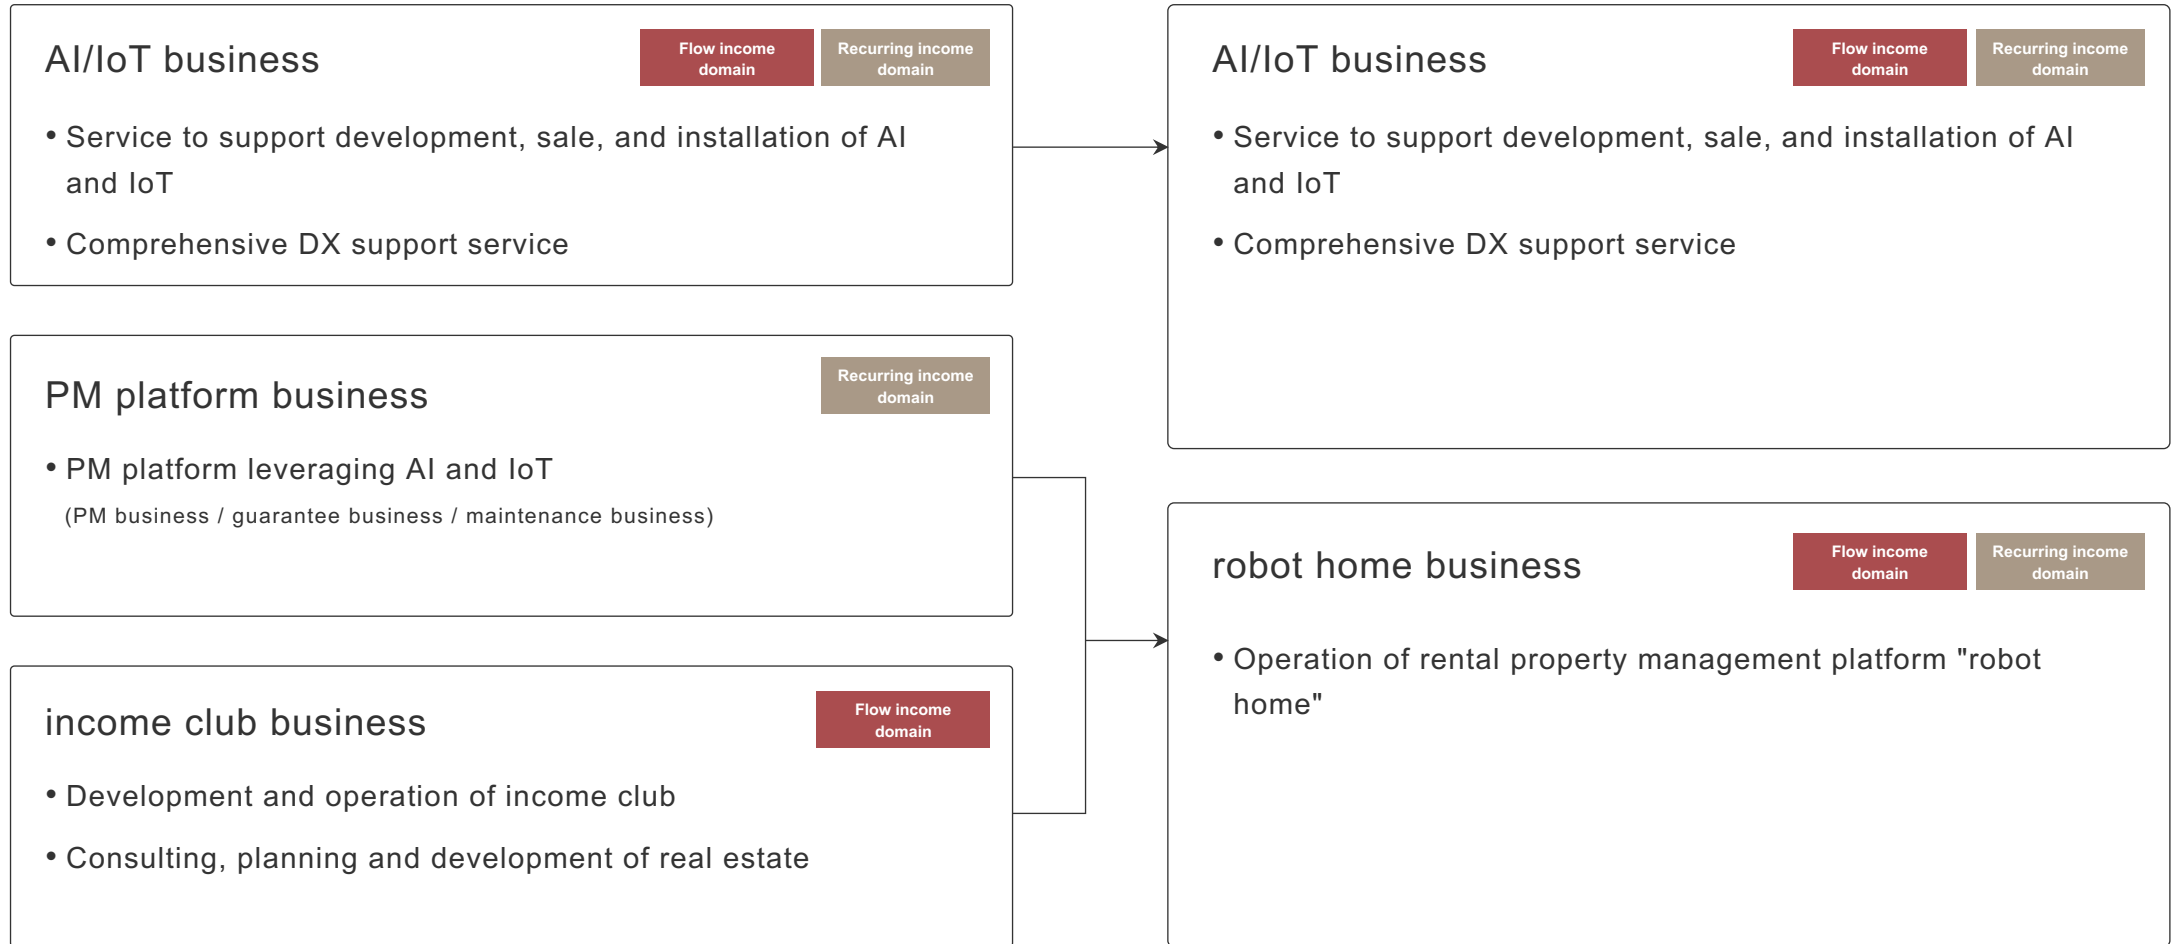 AI/IoT business
Flow income
domain
Recurring income
domain
• Service to support development, sale, and installation of AI
and IoT
• Comprehensive DX support service
PM platform business
Recurring income
domain
• PM platform leveraging AI and IoT
(PM business / guarantee business / maintenance business)
income club business
Flow income
domain
• Development and operation of income club
• Consulting, planning and development of real estate
AI/IoT business
Flow income
domain
Recurring income
domain
• Service to support development, sale, and installation of AI
and IoT
• Comprehensive DX support service
robot home business
Flow income
domain
Recurring income
domain
• Operation of rental property management platform "robot
home"